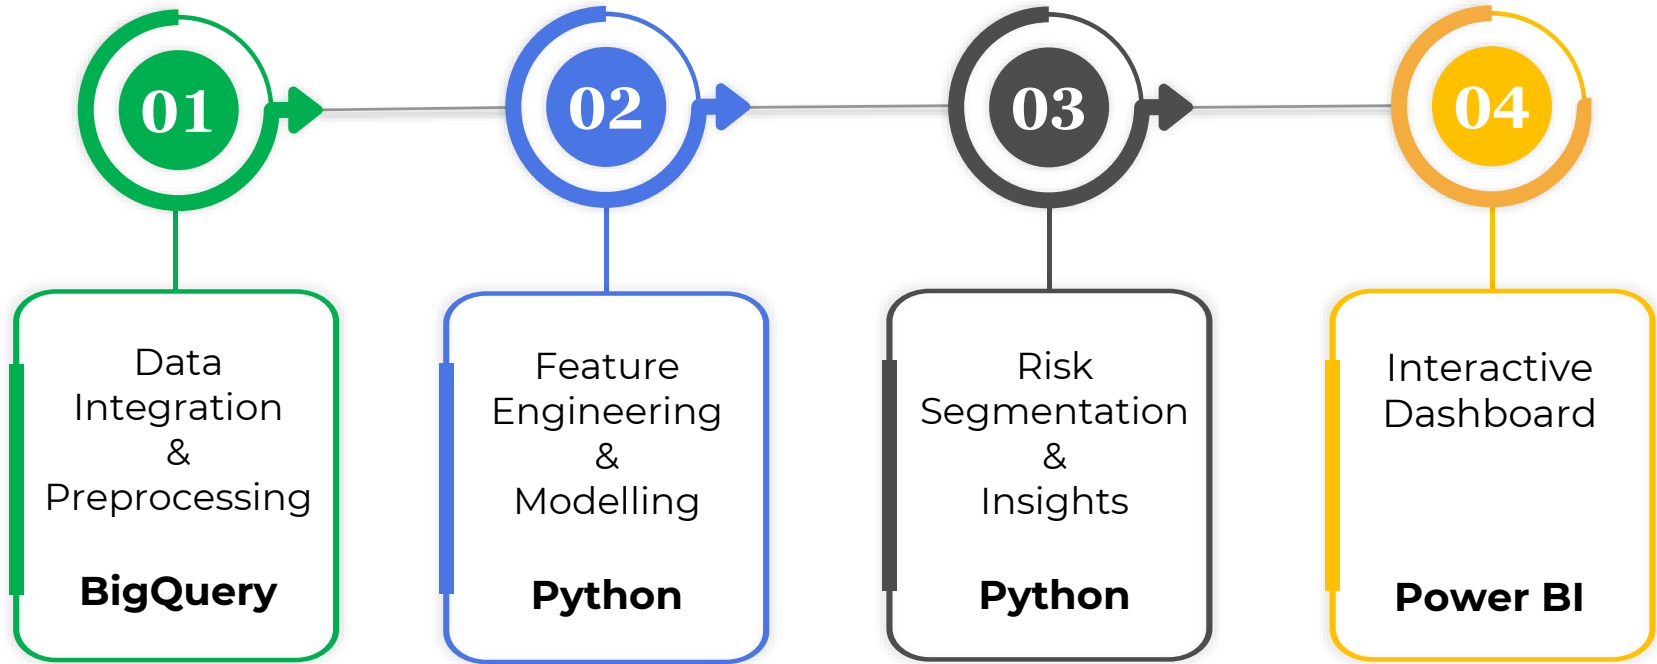 01
02
03
04
Data
Integration
&
Preprocessing
BigQuery
Feature
Engineering
&
Modelling
Python
Risk
Segmentation
&
Insights
Python
Interactive
Dashboard
Power BI